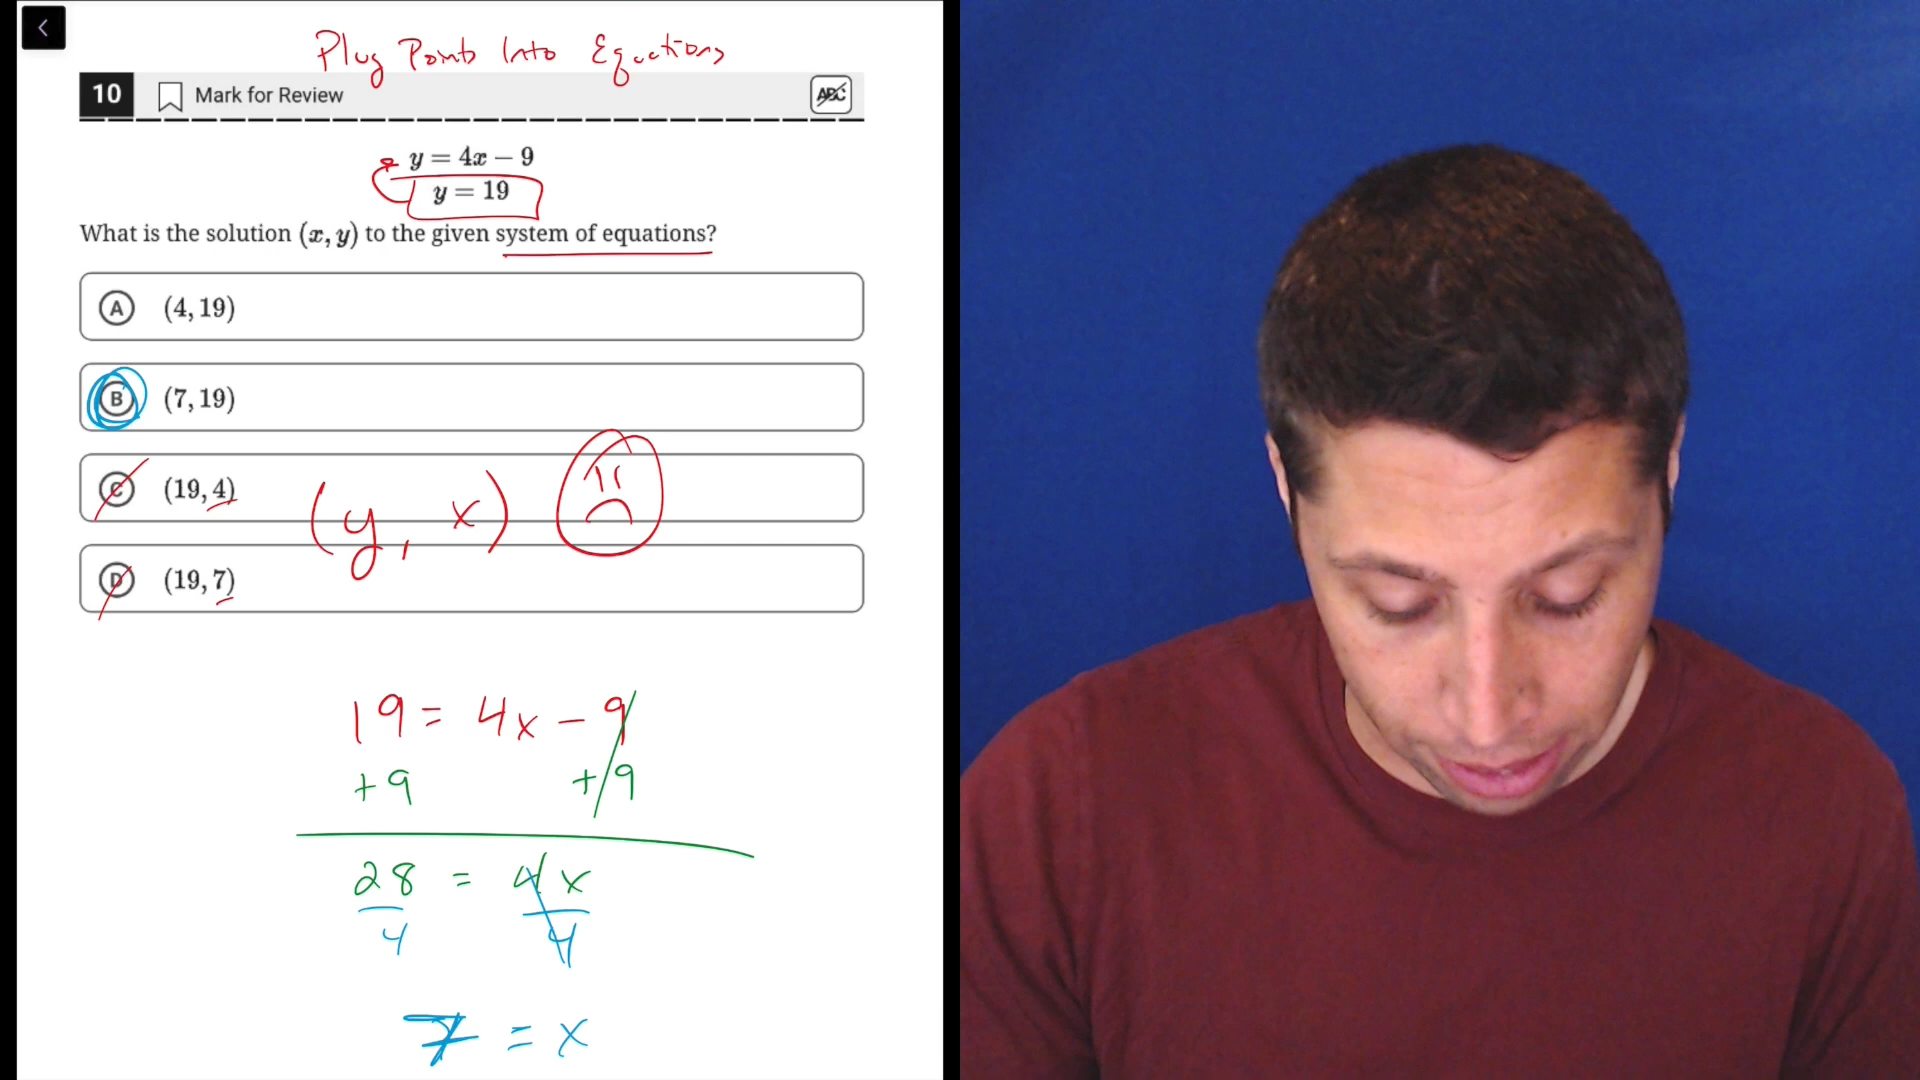 Plug Points Into Equations
10 Mark for Review ABC
y = 4x − 9
y = 19
What is the solution (x, y) to the given system of equations?
A (4, 19)
B (7, 19)
C (19, 4)
(y, x)
D (19, 7)
19 = 4x − 9
+9 +9
28 = 4x
4 4
7 = x